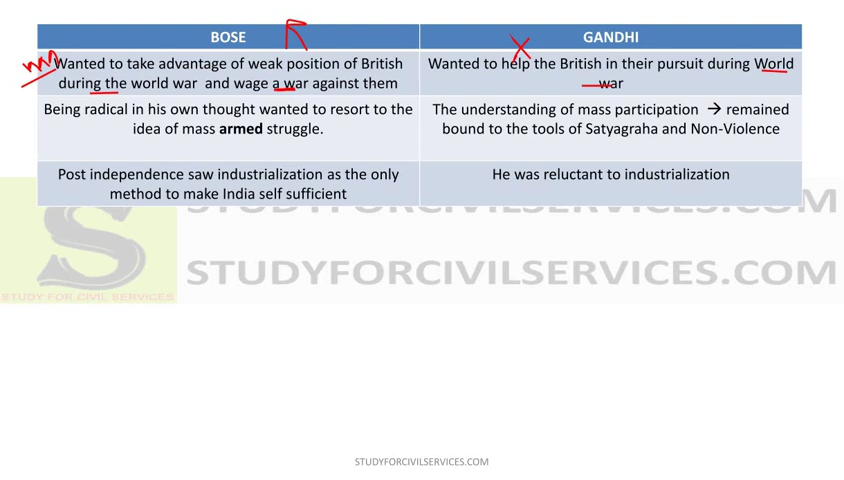 BOSE
GANDHI
Wanted to take advantage of weak position of British
during the world war and wage a war against them
Wanted to help the British in their pursuit during World
war
Being radical in his own thought wanted to resort to the
idea of mass armed struggle.
The understanding of mass participation → remained
bound to the tools of Satyagraha and Non-Violence
Post independence saw industrialization as the only
method to make India self sufficient
He was reluctant to industrialization
STUDYFORCIVILSERVICES.COM
STUDYFORCIVILSERVICES.COM
STUDY FOR CIVIL SERVICES
STUDYFORCIVILSERVICES.COM